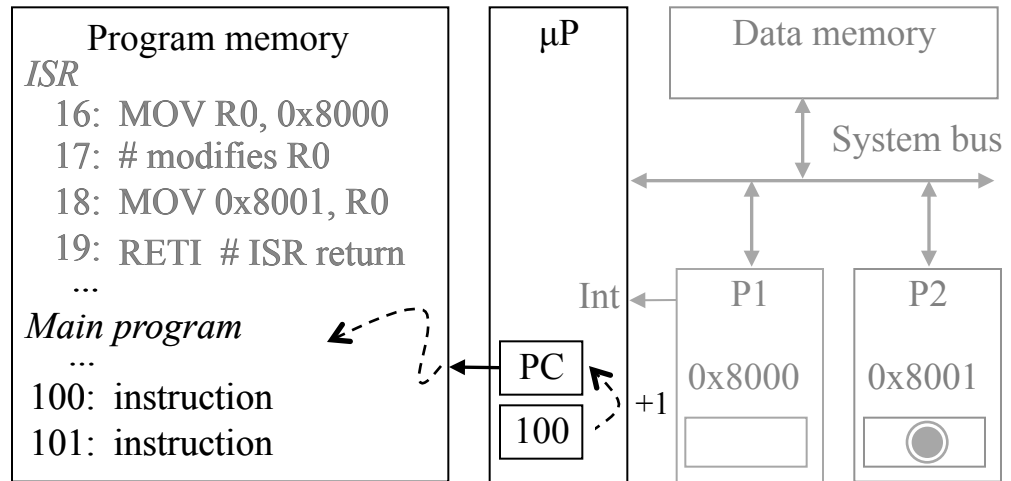 Program memory
ISR
16: MOV R0, 0x8000
17: # modifies R0
18: MOV 0x8001, R0
19: RETI # ISR return
...
Main program
...
100: instruction
101: instruction
μP
Int
PC
100
+1
Data memory
System bus
P1
0x8000
P2
0x8001